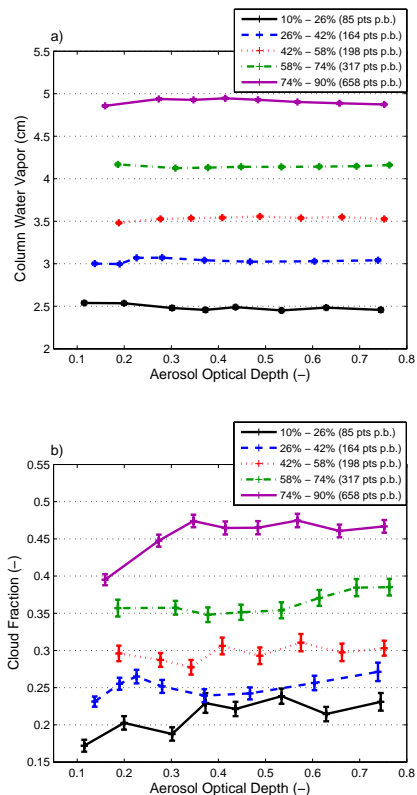 a)
10% − 26% (85 pts p.b.)
26% − 42% (164 pts p.b.)
42% − 58% (198 pts p.b.)
58% − 74% (317 pts p.b.)
74% − 90% (658 pts p.b.)
5.5
5
4.5
4
3.5
3
2.5
2
Column Water Vapor (cm)
0.1 0.2 0.3 0.4 0.5 0.6 0.7 0.8
Aerosol Optical Depth (−)
b)
10% − 26% (85 pts p.b.)
26% − 42% (164 pts p.b.)
42% − 58% (198 pts p.b.)
58% − 74% (317 pts p.b.)
74% − 90% (658 pts p.b.)
0.55
0.5
0.45
0.4
0.35
0.3
0.25
0.2
0.15
Cloud Fraction (−)
0.1 0.2 0.3 0.4 0.5 0.6 0.7 0.8
Aerosol Optical Depth (−)